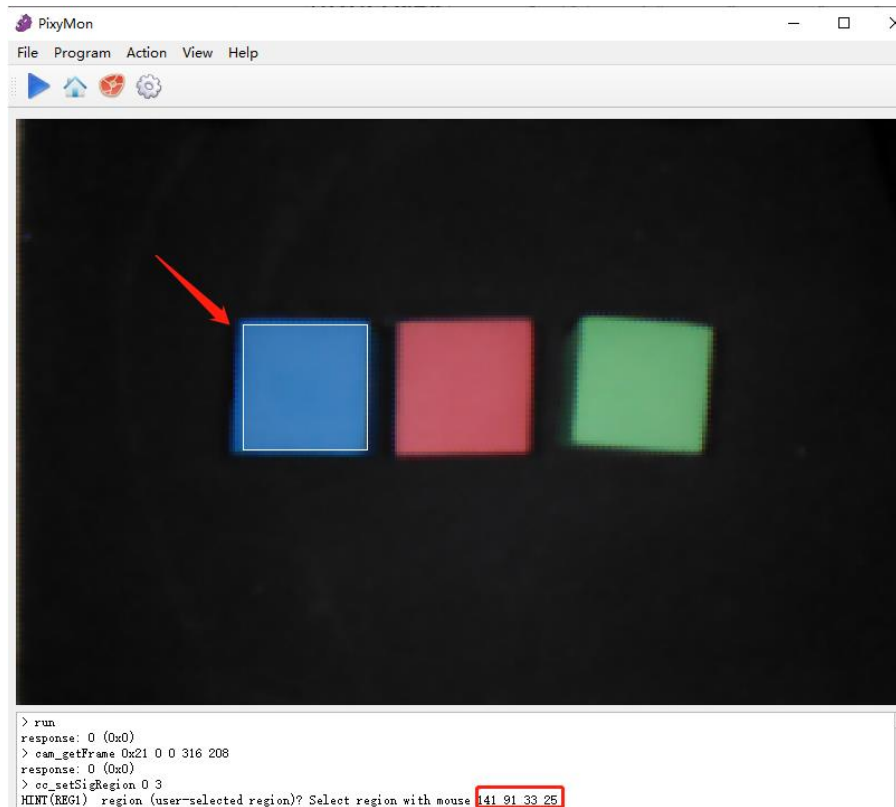 PixyMon
File Program Action View Help
> run
response: 0 (0x0)
> cam_getFrame 0x21 0 0 316 208
response: 0 (0x0)
> cc_setSigRegion 0 3
HINT(REG1) region (user-selected region)? Select region with mouse 141 91 33 25